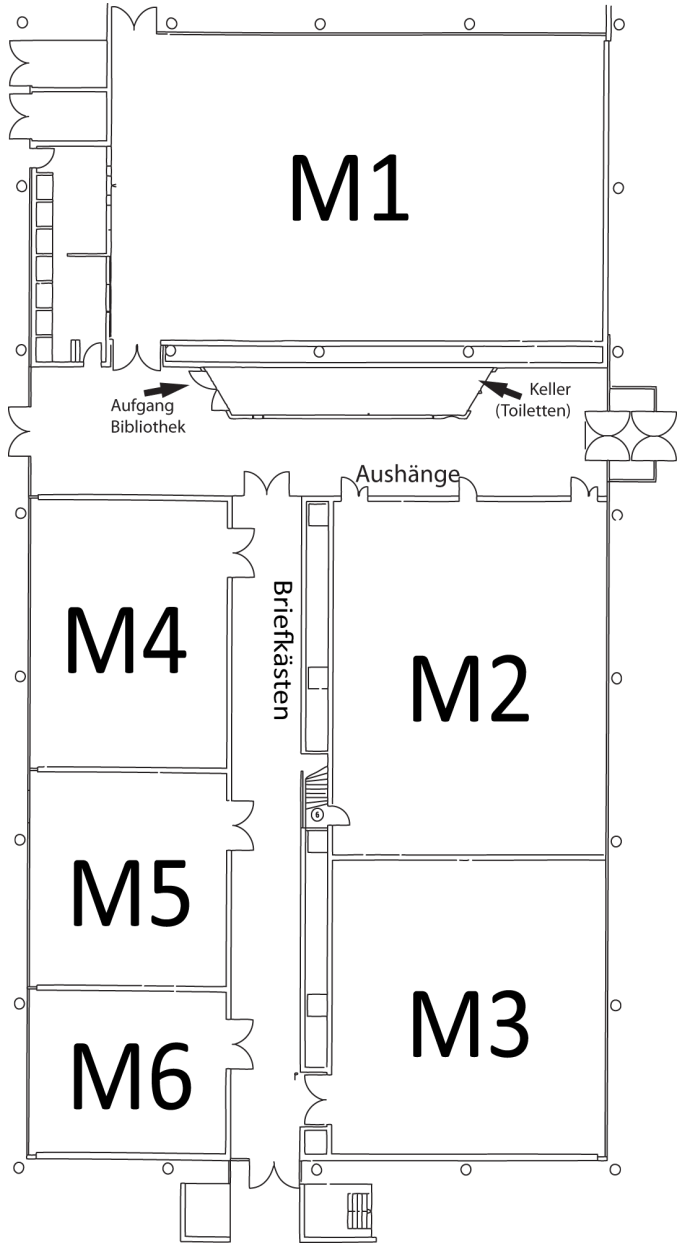 M1
Aufgang
Bibliothek
Keller
(Toiletten)
Aushänge
Briefkästen
M4
M2
6
M5
M3
M6